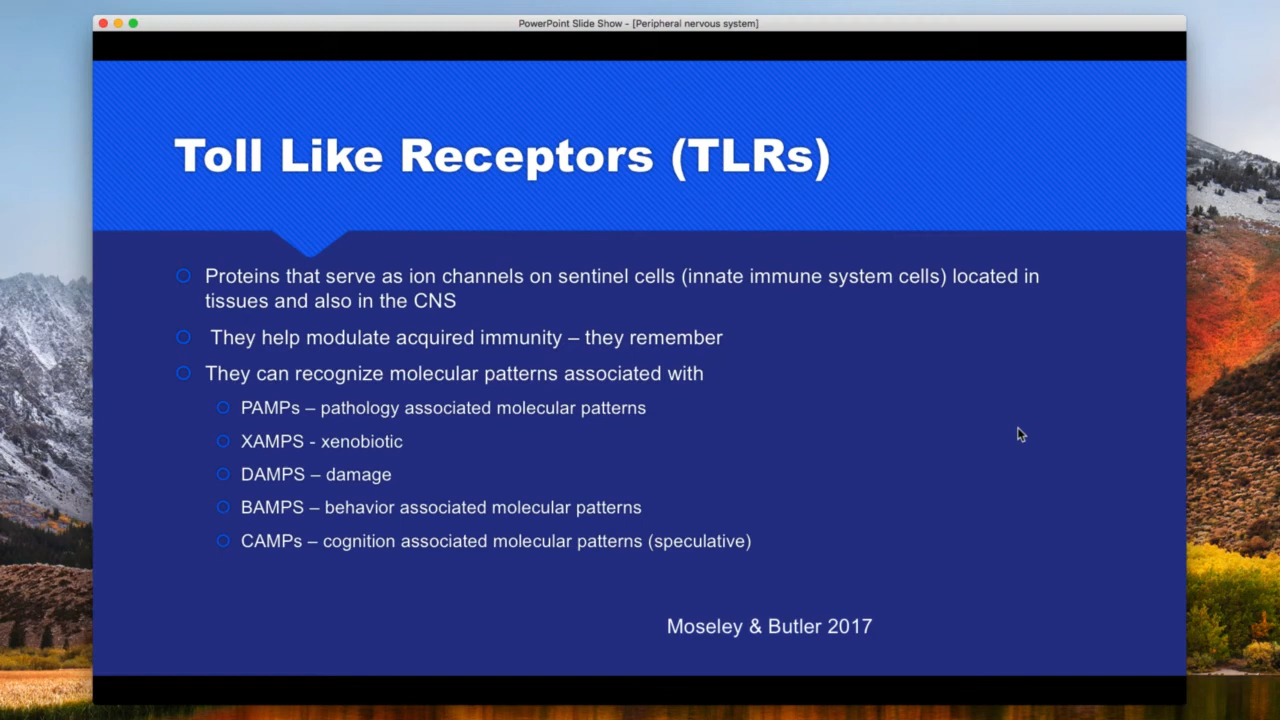 PowerPoint Slide Show - [Peripheral nervous system]
Toll Like Receptors (TLRs)
Proteins that serve as ion channels on sentinel cells (innate immune system cells) located in
tissues and also in the CNS
They help modulate acquired immunity – they remember
They can recognize molecular patterns associated with
PAMPs – pathology associated molecular patterns
XAMPS - xenobiotic
DAMPS – damage
BAMPS – behavior associated molecular patterns
CAMPs – cognition associated molecular patterns (speculative)
Moseley & Butler 2017